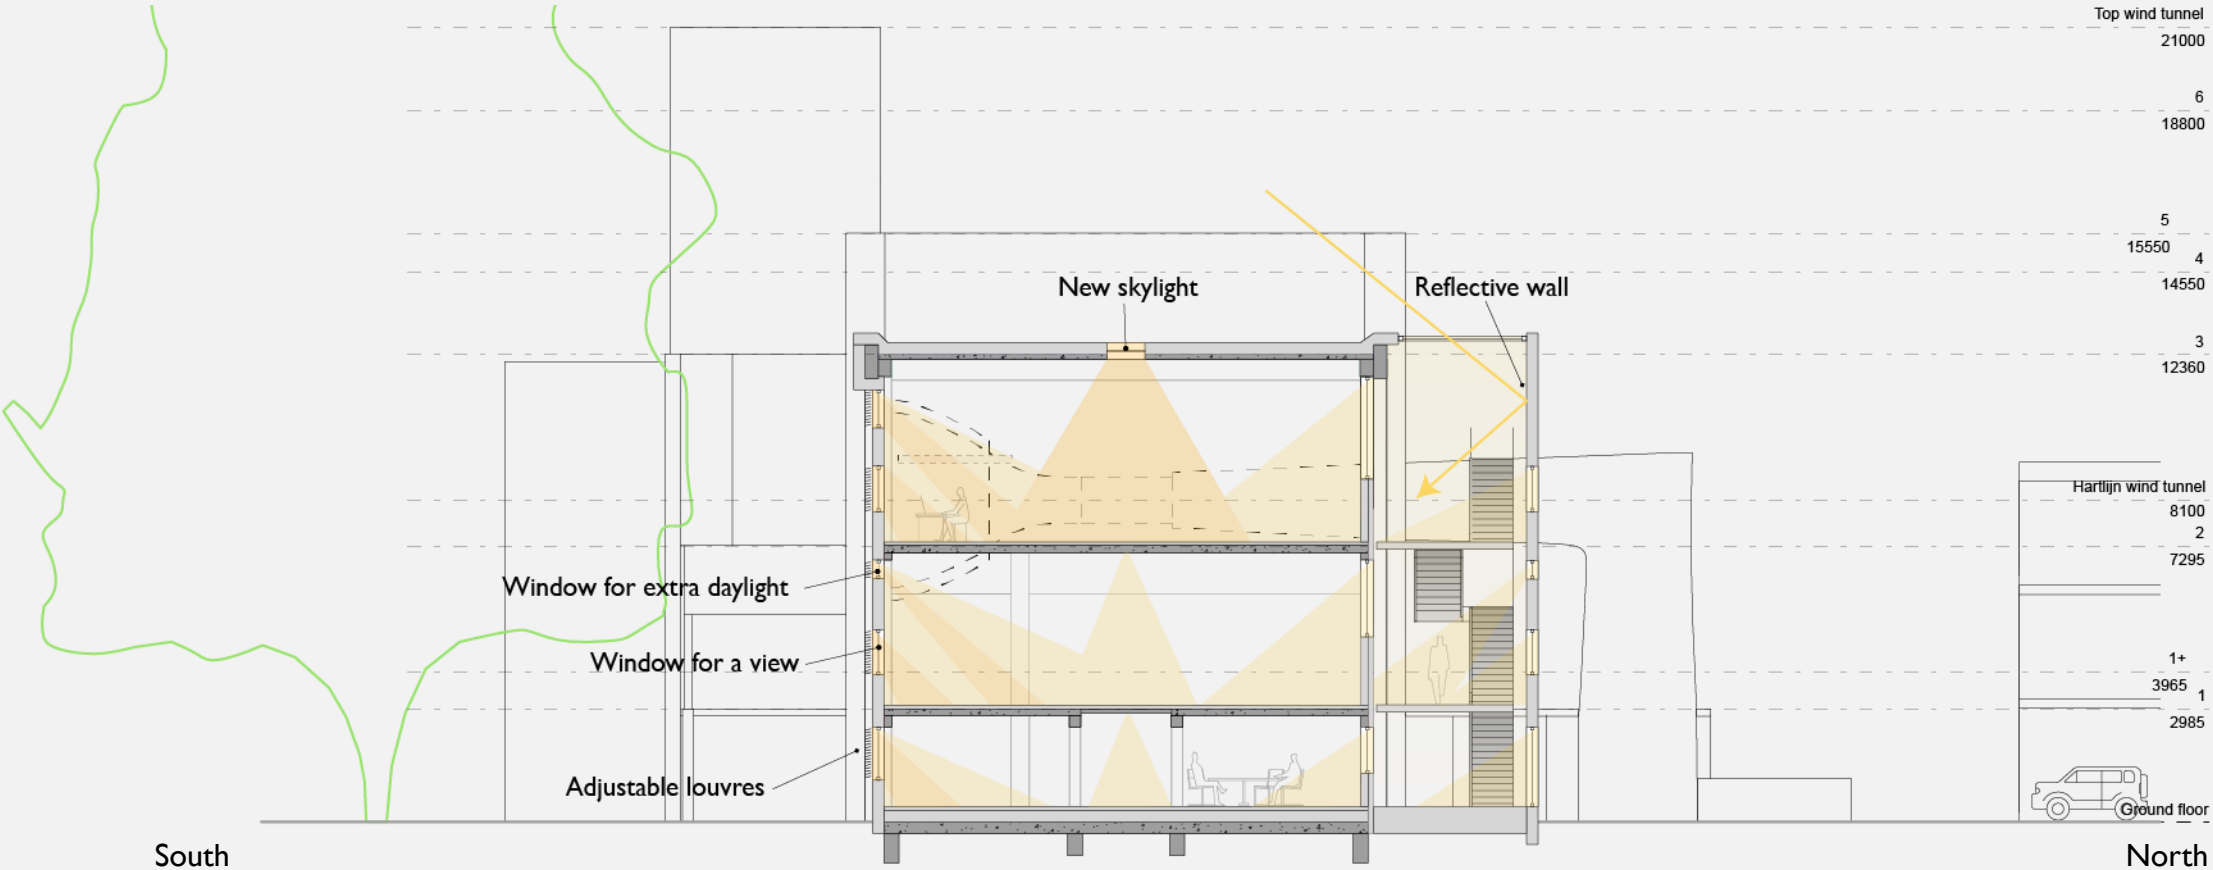 Top wind tunnel
21000
6
18800
5
15550
4
14550
New skylight
Reflective wall
3
12360
Hartlijn wind tunnel
8100
2
7295
Window for extra daylight
Window for a view
1+
3965
1
2985
Adjustable louvres
Ground floor
South
North